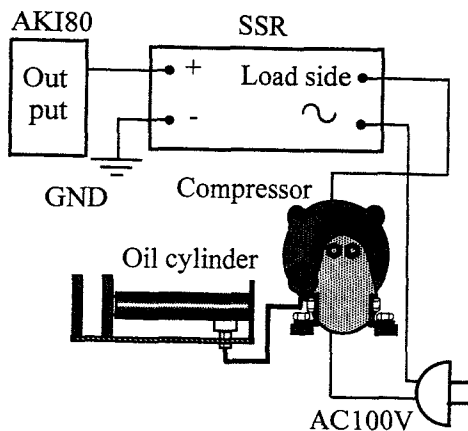 AKI80
SSR
Out
put
+
Load side
-
~
GND
Compressor
Oil cylinder
AC100V